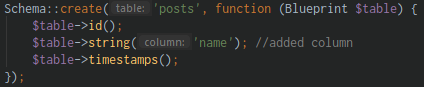 Schema::create( table: 'posts', function (Blueprint $table) {
    $table->id();
    $table->string( column: 'name'); //added column
    $table->timestamps();
});